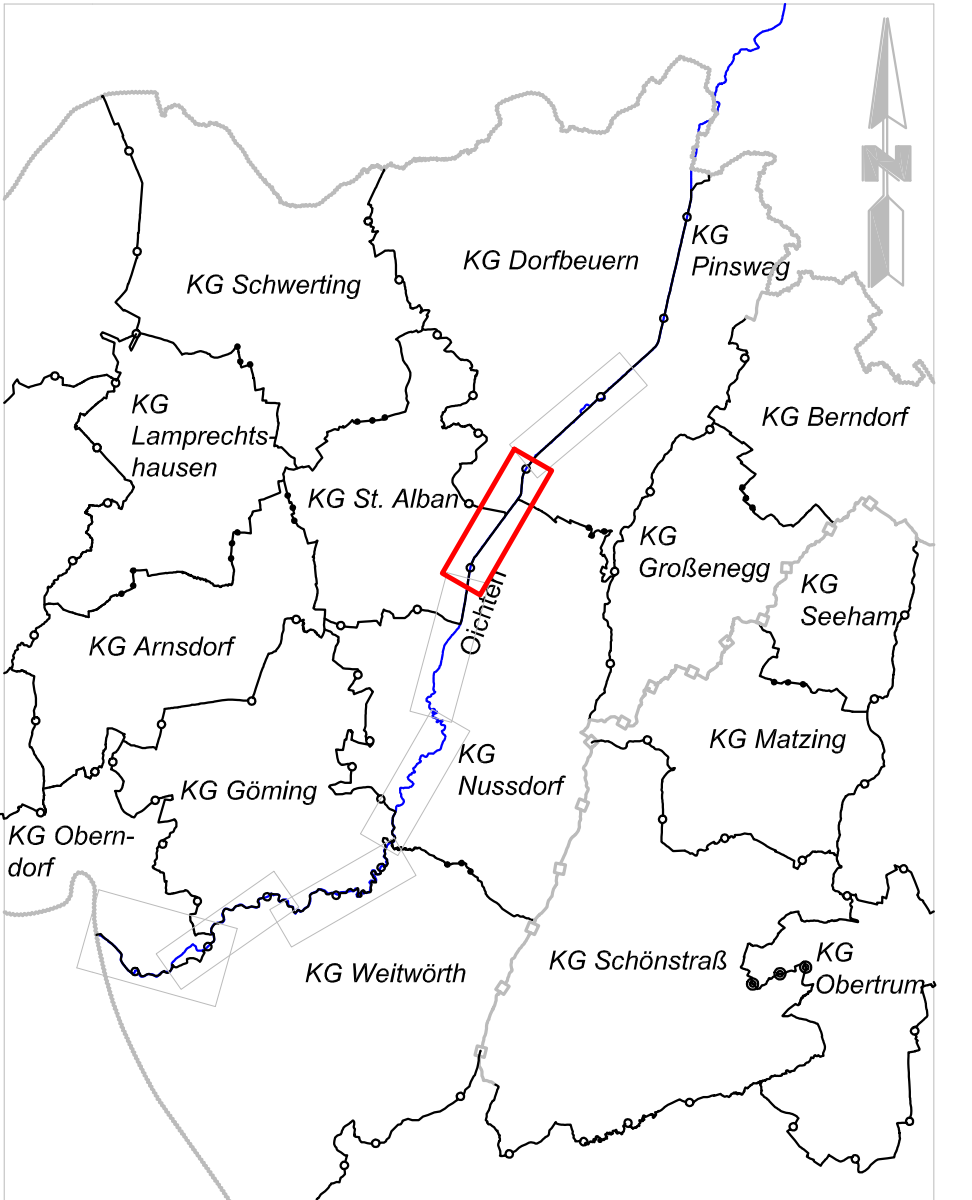 N
KG
Pinswag
KG Dorfbeuern
KG Schwerting
KG
Lamprechts-
hausen
KG Berndorf
KG St. Alban
KG
Großenegg
KG
Seeham
Oichten
KG Arnsdorf
KG Matzing
KG
Nussdorf
KG Göming
KG Obern-
dorf
KG Weitwörth
KG Schönstraß
KG
Obertrum